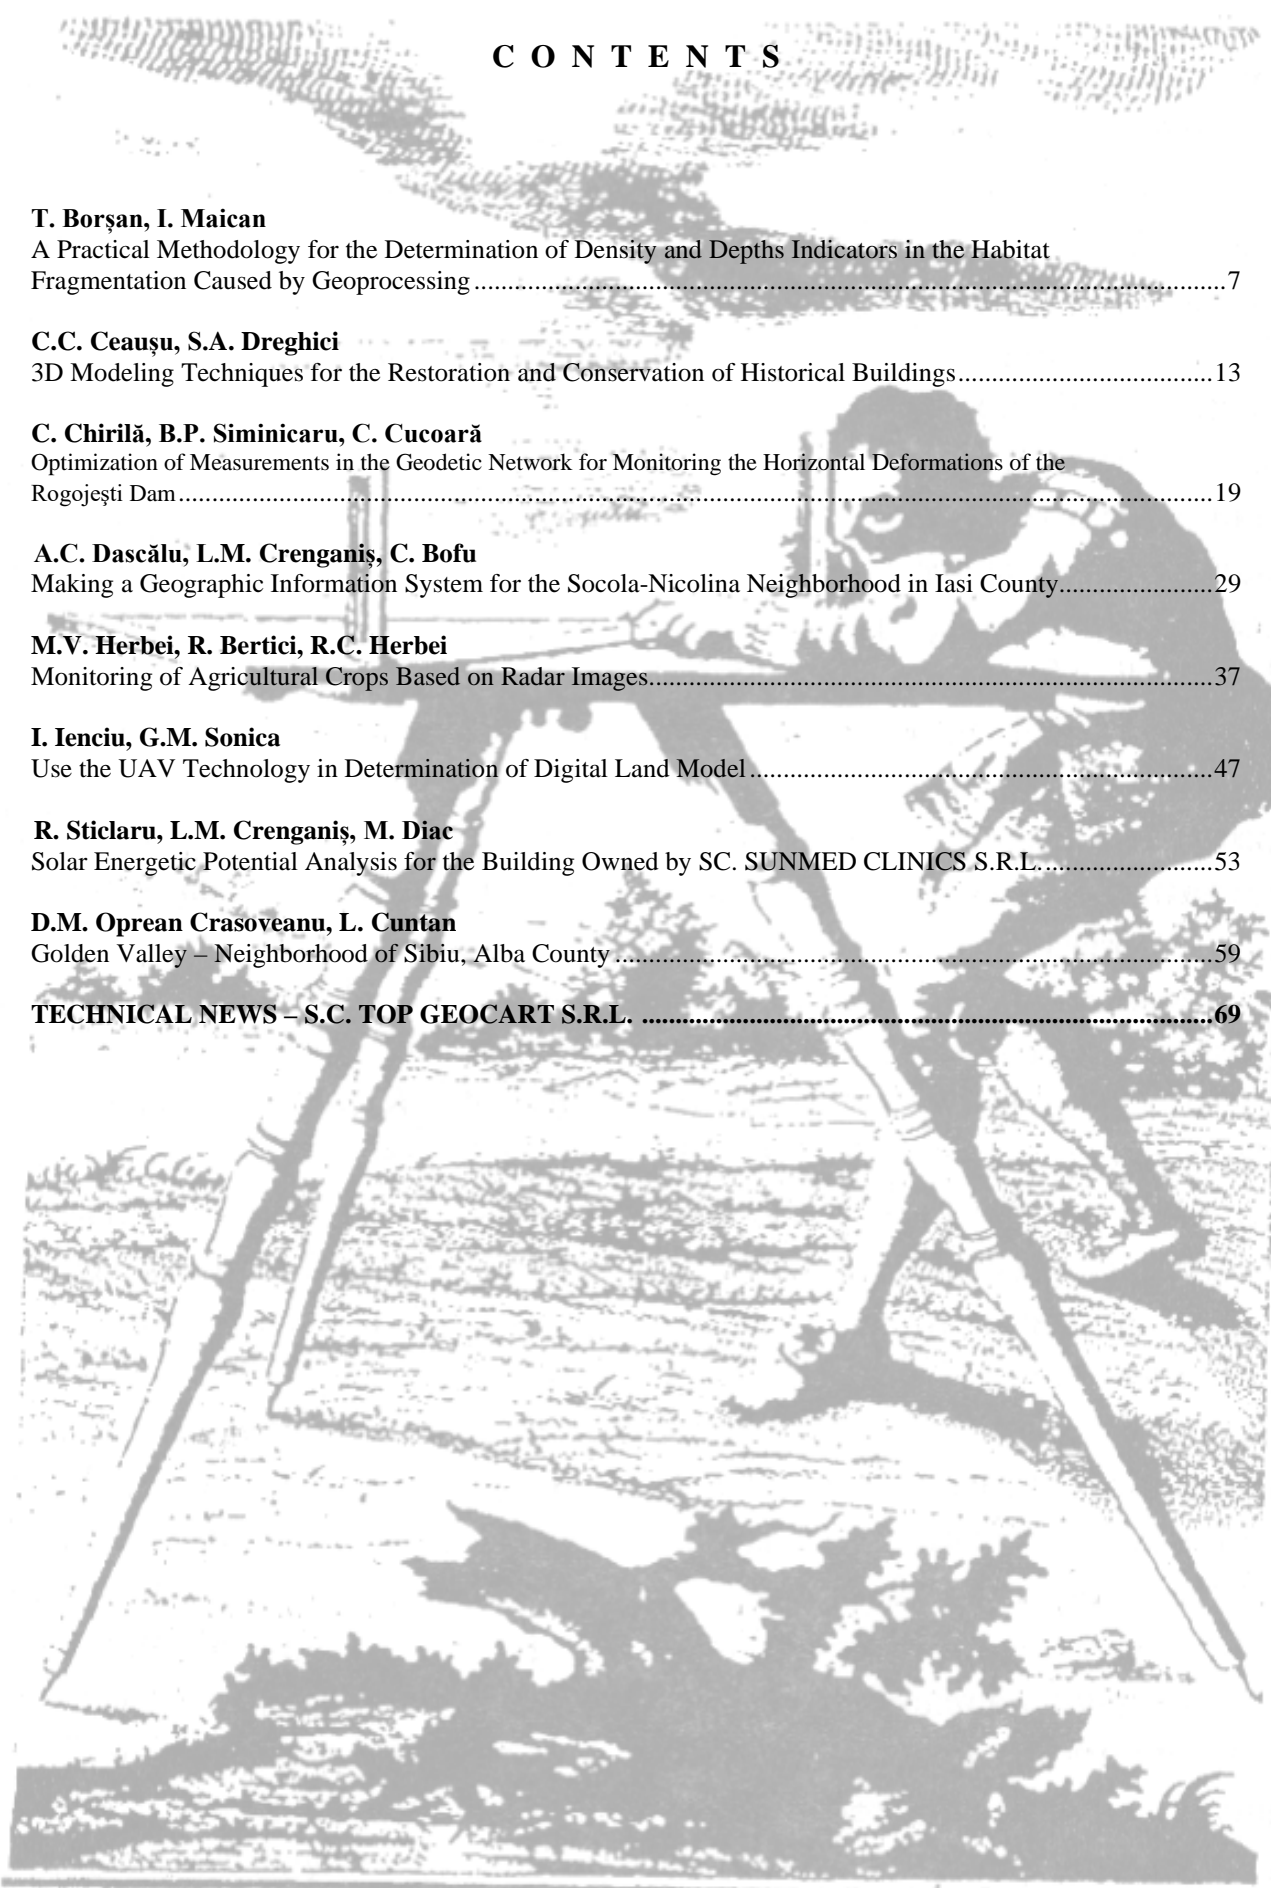 C O N T E N T S
T. Borșan, I. Maican
A Practical Methodology for the Determination of Density and Depths Indicators in the Habitat
Fragmentation Caused by Geoprocessing ........................................................................................................7
C.C. Ceaușu, S.A. Dreghici
3D Modeling Techniques for the Restoration and Conservation of Historical Buildings......................................13
C. Chirilă, B.P. Siminicaru, C. Cucoară
Optimization of Measurements in the Geodetic Network for Monitoring the Horizontal Deformations of the
Rogojeşti Dam..........................................................................................................................................19
A.C. Dascălu, L.M. Crenganiș, C. Bofu
Making a Geographic Information System for the Socola-Nicolina Neighborhood in Iasi County.......................29
M.V. Herbei, R. Bertici, R.C. Herbei
Monitoring of Agricultural Crops Based on Radar Images....................................................................................37
I. Ienciu, G.M. Sonica
Use the UAV Technology in Determination of Digital Land Model .....................................................................47
R. Sticlaru, L.M. Crenganiș, M. Diac
Solar Energetic Potential Analysis for the Building Owned by SC. SUNMED CLINICS S.R.L. .........................53
D.M. Oprean Crasoveanu, L. Cuntan
Golden Valley – Neighborhood of Sibiu, Alba County .........................................................................................59
TECHNICAL NEWS – S.C. TOP GEOCART S.R.L. .....................................................................................69